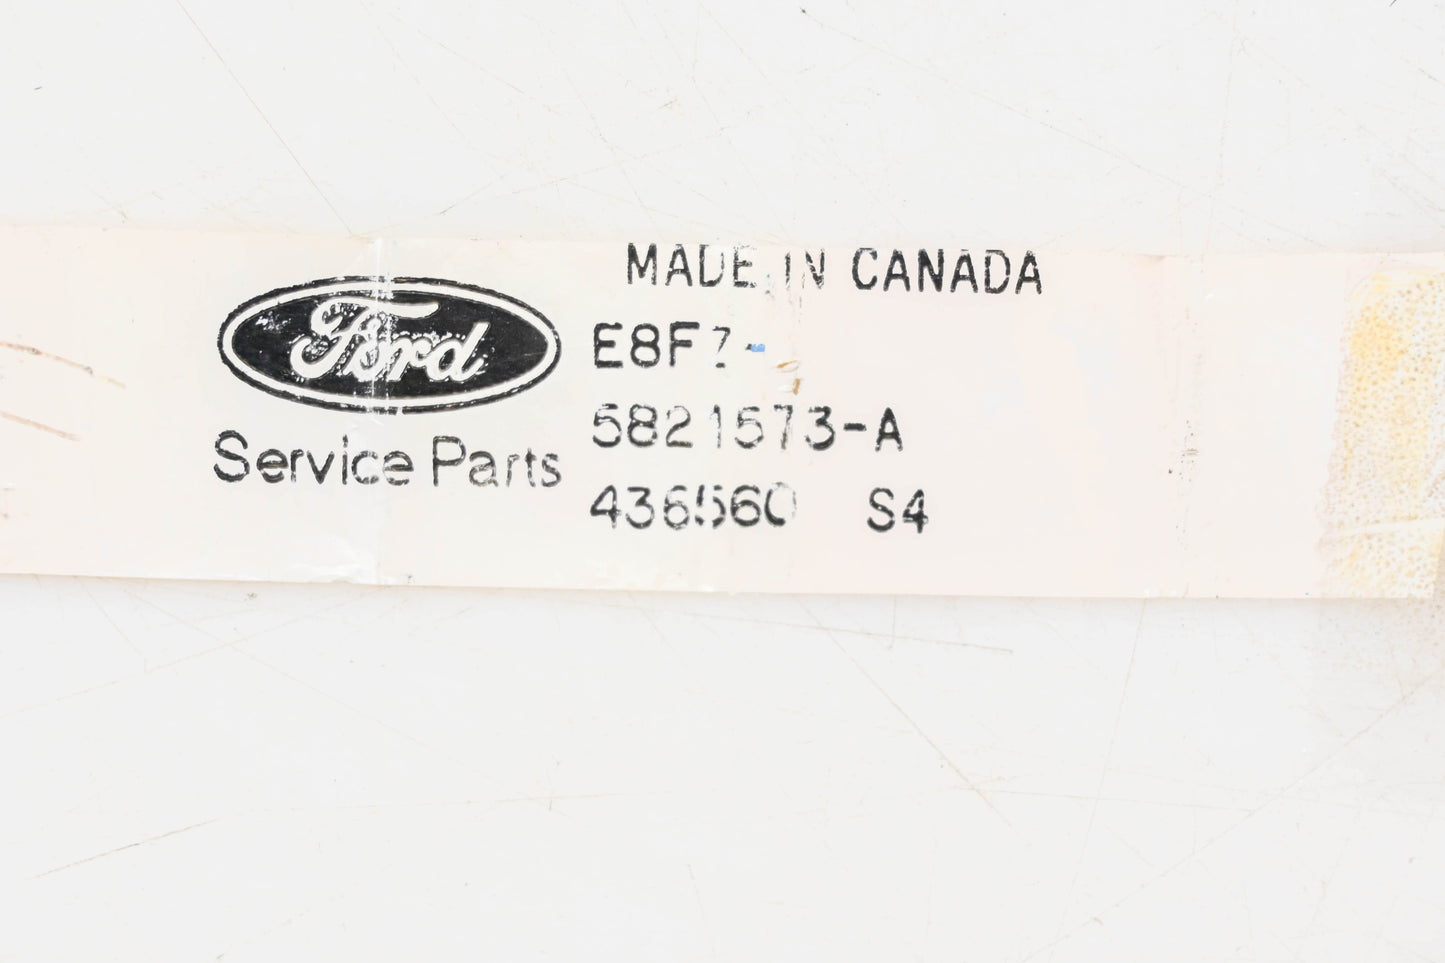 MADE IN CANADA
Ford
E8FZ-
5821573-A
Service Parts
436560 S4